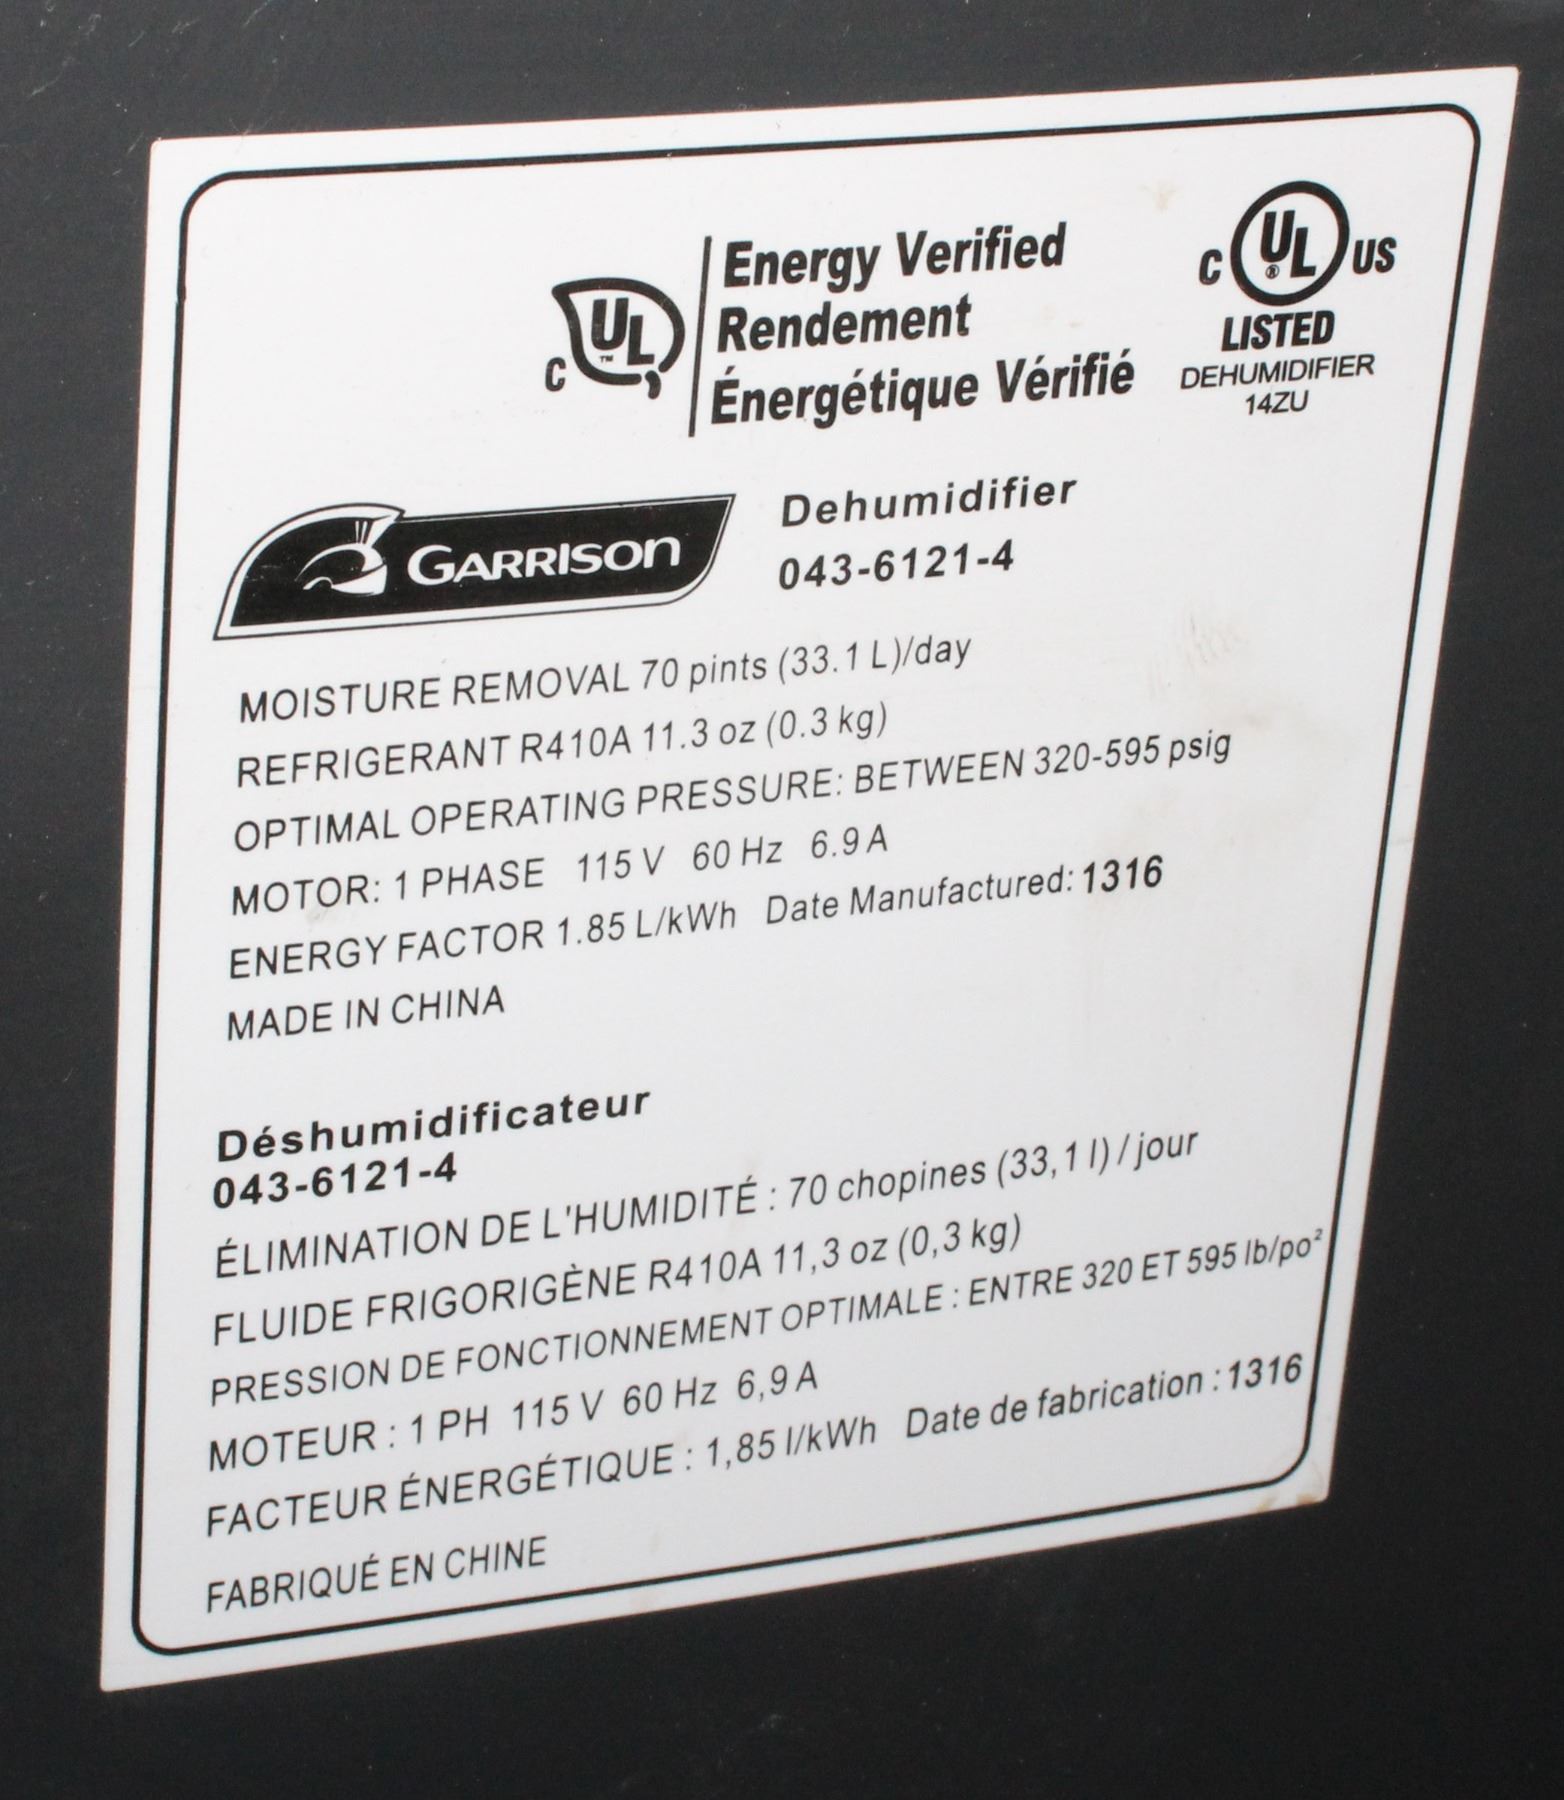 Energy Verified
Rendement
Énergétique Vérifié
C UL™
C UL® US
LISTED
DEHUMIDIFIER
14ZU
GARRISON
Dehumidifier
043-6121-4
MOISTURE REMOVAL 70 pints (33.1 L)/day
REFRIGERANT R410A 11.3 oz (0.3 kg)
OPTIMAL OPERATING PRESSURE: BETWEEN 320-595 psig
MOTOR: 1 PHASE 115 V 60 Hz 6.9 A
ENERGY FACTOR 1.85 L/kWh Date Manufactured: 1316
MADE IN CHINA
Déshumidificateur
043-6121-4
ÉLIMINATION DE L'HUMIDITÉ : 70 chopines (33,1 l) / jour
FLUIDE FRIGORIGÈNE R410A 11,3 oz (0,3 kg)
PRESSION DE FONCTIONNEMENT OPTIMALE : ENTRE 320 ET 595 lb/po²
MOTEUR : 1 PH 115 V 60 Hz 6,9 A
FACTEUR ÉNERGÉTIQUE : 1,85 l/kWh Date de fabrication : 1316
FABRIQUÉ EN CHINE